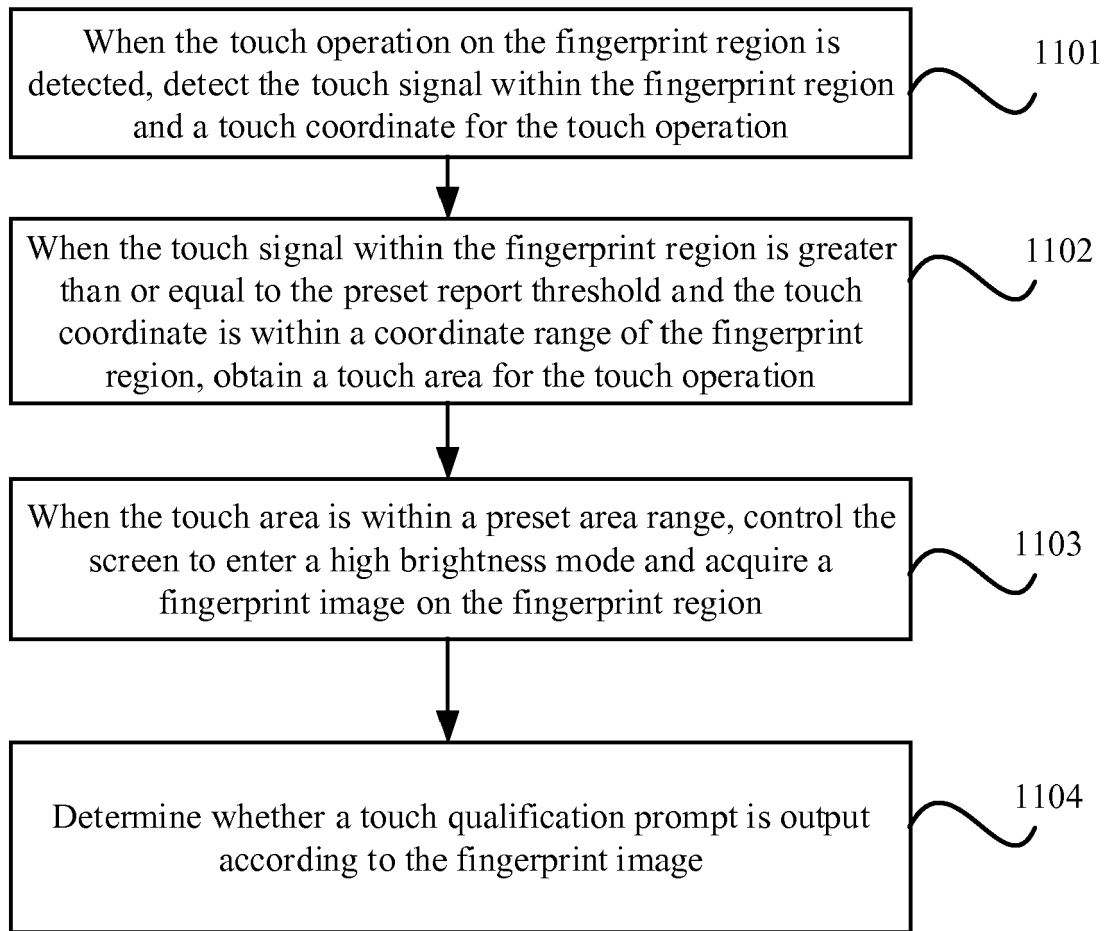 When the touch operation on the fingerprint region is
detected, detect the touch signal within the fingerprint region
and a touch coordinate for the touch operation
1101
When the touch signal within the fingerprint region is greater
than or equal to the preset report threshold and the touch
coordinate is within a coordinate range of the fingerprint
region, obtain a touch area for the touch operation
1102
When the touch area is within a preset area range, control the
screen to enter a high brightness mode and acquire a
fingerprint image on the fingerprint region
1103
Determine whether a touch qualification prompt is output
according to the fingerprint image
1104